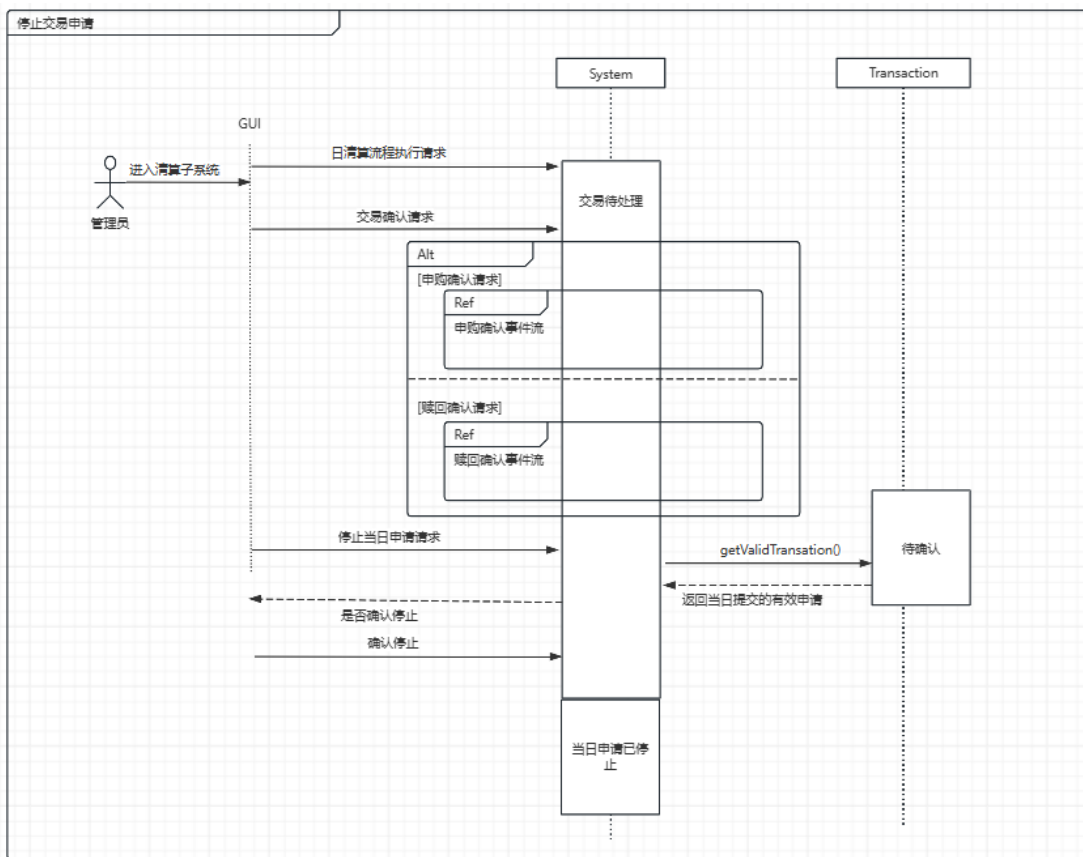 停止交易申请
System
Transaction
GUI
日清算流程执行请求
进入清算子系统
管理员
交易待处理
交易确认请求
Alt
[申购确认请求]
Ref
申购确认事件流
[赎回确认请求]
Ref
赎回确认事件流
停止当日申请请求
getValidTransation()
待确认
返回当日提交的有效申请
是否确认停止
确认停止
当日申请已停
止